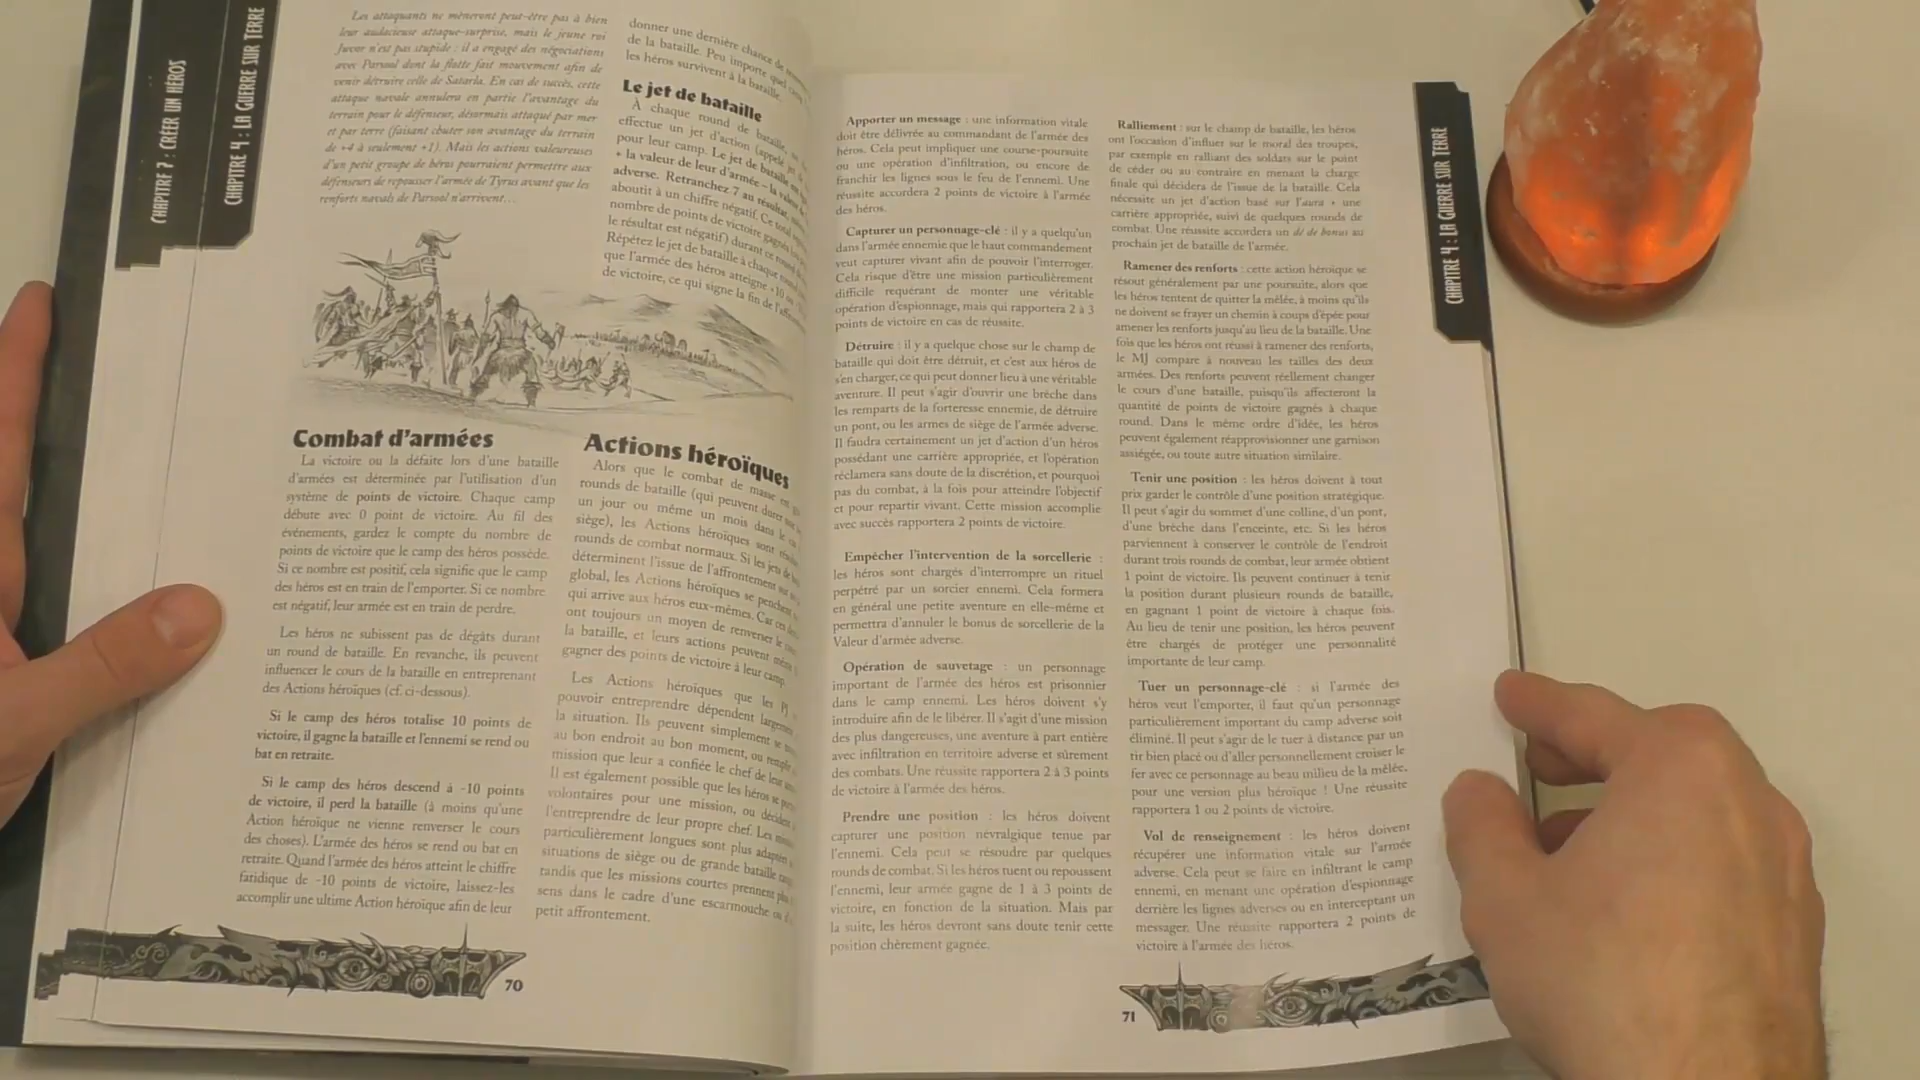 CHAPITRE 7 : CRÉER UN HÉROS
CHAPITRE 4 : LA GUERRE SUR TERRE
Les attaquants ne mèneront peut-être pas à bien
leur audacieuse attaque-surprise, mais le jeune roi
n'est pas stupide : il a engagé des négociations
avec Parsool dont la flotte fait mouvement afin de
venir détruire celle de Satarla. En cas de succès, cette
attaque navale annulera en partie l'avantage du
terrain pour le défenseur, désormais attaqué par mer
et par terre (faisant chuter son avantage du terrain
de +4 à seulement +1). Mais les actions valeureuses
d'un petit groupe de héros pourraient permettre aux
défenseurs de repousser l'armée de Tyrus avant que les
renforts navals de Parsool n'arrivent...
Combat d'armées
La victoire ou la défaite lors d'une bataille
d'armées est déterminée par l'utilisation d'un
système de points de victoire. Chaque camp
débute avec 0 point de victoire. Au fil des
événements, gardez le compte du nombre de
points de victoire que le camp des héros possède.
Si ce nombre est positif, cela signifie que le camp
des héros est en train de l'emporter. Si ce nombre
est négatif, leur armée est en train de perdre.
Les héros ne subissent pas de dégâts durant
un round de bataille. En revanche, ils peuvent
influencer le cours de la bataille en entreprenant
des Actions héroïques (cf. ci-dessous).
Si le camp des héros totalise 10 points de
victoire, il gagne la bataille et l'ennemi se rend ou
bat en retraite.
Si le camp des héros descend à -10 points
de victoire, il perd la bataille (à moins qu'une
Action héroïque ne vienne renverser le cours
des choses). L'armée des héros se rend ou bat en
retraite. Quand l'armée des héros atteint le chiffre
fatidique de -10 points de victoire, laissez-les
accomplir une ultime Action héroïque afin de leur
donner une dernière chance de
de la bataille. Peu importe quel camp
les héros survivent à la bataille.
Le jet de bataille
À chaque round de bataille,
effectue un jet d'action (appelé jet de
pour leur camp. Le jet de bataille
+ la valeur de leur d'armée – la valeur
adverse. Retranchez 7 au résultat,
aboutit à un chiffre négatif. Ce total
nombre de points de victoire gagnés
le résultat est négatif) durant ce round
Répétez le jet de bataille à chaque round
que l'armée des héros atteigne +10 ou
de victoire, ce qui signe la fin de
Actions héroïques
Alors que le combat de masse
rounds de bataille (qui peuvent durer
un jour ou même un mois dans le
siège), les Actions héroïques sont
rounds de combat normaux. Si les jets de
déterminent l'issue de l'affrontement
global, les Actions héroïques se penchent
qui arrive aux héros eux-mêmes. Car
ont toujours un moyen de renverser le
la bataille, et leurs actions peuvent
gagner des points de victoire à leur camp.
Les Actions héroïques que les PJ
pouvoir entreprendre dépendent largement
la situation. Ils peuvent simplement se
au bon endroit au bon moment, ou remplir
mission que leur a confiée le chef de leur
Il est également possible que les héros se
volontaires pour une mission, ou décident
l'entreprendre de leur propre chef. Les
particulièrement longues sont plus adaptées
situations de siège ou de grande bataille
tandis que les missions courtes prennent
sens dans le cadre d'une escarmouche ou
petit affrontement.
70
Apporter un message : une information vitale
doit être délivrée au commandant de l'armée des
héros. Cela peut impliquer une course-poursuite
ou une opération d'infiltration, ou encore de
franchir les lignes sous le feu de l'ennemi. Une
réussite accordera 2 points de victoire à l'armée
des héros.
Capturer un personnage-clé : il y a quelqu'un
dans l'armée ennemie que le haut commandement
veut capturer vivant afin de pouvoir l'interroger.
Cela risque d'être une mission particulièrement
difficile requérant de monter une véritable
opération d'espionnage, mais qui rapportera 2 à 3
points de victoire en cas de réussite.
Détruire : il y a quelque chose sur le champ de
bataille qui doit être détruit, et c'est aux héros de
s'en charger, ce qui peut donner lieu à une véritable
aventure. Il peut s'agir d'ouvrir une brèche dans
les remparts de la forteresse ennemie, de détruire
un pont, ou les armes de siège de l'armée adverse.
Il faudra certainement un jet d'action d'un héros
possédant une carrière appropriée, et l'opération
réclamera sans doute de la discrétion, et pourquoi
pas du combat, à la fois pour atteindre l'objectif
et pour repartir vivant. Cette mission accomplie
avec succès rapportera 2 points de victoire.
Empêcher l'intervention de la sorcellerie :
les héros sont chargés d'interrompre un rituel
perpétré par un sorcier ennemi. Cela formera
en général une petite aventure en elle-même et
permettra d'annuler le bonus de sorcellerie de la
Valeur d'armée adverse.
Opération de sauvetage : un personnage
important de l'armée des héros est prisonnier
dans le camp ennemi. Les héros doivent s'y
introduire afin de le libérer. Il s'agit d'une mission
des plus dangereuses, une aventure à part entière
avec infiltration en territoire adverse et sûrement
des combats. Une réussite rapportera 2 à 3 points
de victoire à l'armée des héros.
Prendre une position : les héros doivent
capturer une position névralgique tenue par
l'ennemi. Cela peut se résoudre par quelques
rounds de combat. Si les héros tuent ou repoussent
l'ennemi, leur armée gagne de 1 à 3 points de
victoire, en fonction de la situation. Mais par
la suite, les héros devront sans doute tenir cette
position chèrement gagnée.
Ralliement : sur le champ de bataille, les héros
ont l'occasion d'influer sur le moral des troupes,
par exemple en ralliant des soldats sur le point
de céder ou au contraire en menant la charge
finale qui décidera de l'issue de la bataille. Cela
nécessite un jet d'action basé sur l'aura + une
carrière appropriée, suivi de quelques rounds de
combat. Une réussite accordera un dé de bonus au
prochain jet de bataille de l'armée.
Ramener des renforts : cette action héroïque se
résout généralement par une poursuite, alors que
les héros tentent de quitter la mêlée, à moins qu'ils
ne doivent se frayer un chemin à coups d'épée pour
amener les renforts jusqu'au lieu de la bataille. Une
fois que les héros ont réussi à ramener des renforts,
le MJ compare à nouveau les tailles des deux
armées. Des renforts peuvent réellement changer
le cours d'une bataille, puisqu'ils affecteront la
quantité de points de victoire gagnés à chaque
round. Dans le même ordre d'idée, les héros
peuvent également réapprovisionner une garnison
assiégée, ou toute autre situation similaire.
Tenir une position : les héros doivent à tout
prix garder le contrôle d'une position stratégique.
Il peut s'agir du sommet d'une colline, d'un pont,
d'une brèche dans l'enceinte, etc. Si les héros
parviennent à conserver le contrôle de l'endroit
durant trois rounds de combat, leur armée obtient
1 point de victoire. Ils peuvent continuer à tenir
la position durant plusieurs rounds de bataille,
en gagnant 1 point de victoire à chaque fois.
Au lieu de tenir une position, les héros peuvent
être chargés de protéger une personnalité
importante de leur camp.
Tuer un personnage-clé : si l'armée des
héros veut l'emporter, il faut qu'un personnage
particulièrement important du camp adverse soit
éliminé. Il peut s'agir de le tuer à distance par un
tir bien placé ou d'aller personnellement croiser le
fer avec ce personnage au beau milieu de la mêlée,
pour une version plus héroïque ! Une réussite
rapportera 1 ou 2 points de victoire.
Vol de renseignement : les héros doivent
récupérer une information vitale sur l'armée
adverse. Cela peut se faire en infiltrant le camp
ennemi, en menant une opération d'espionnage
derrière les lignes adverses ou en interceptant un
messager. Une réussite rapportera 2 points de
victoire à l'armée des héros.
CHAPITRE 4 : LA GUERRE SUR TERRE
71